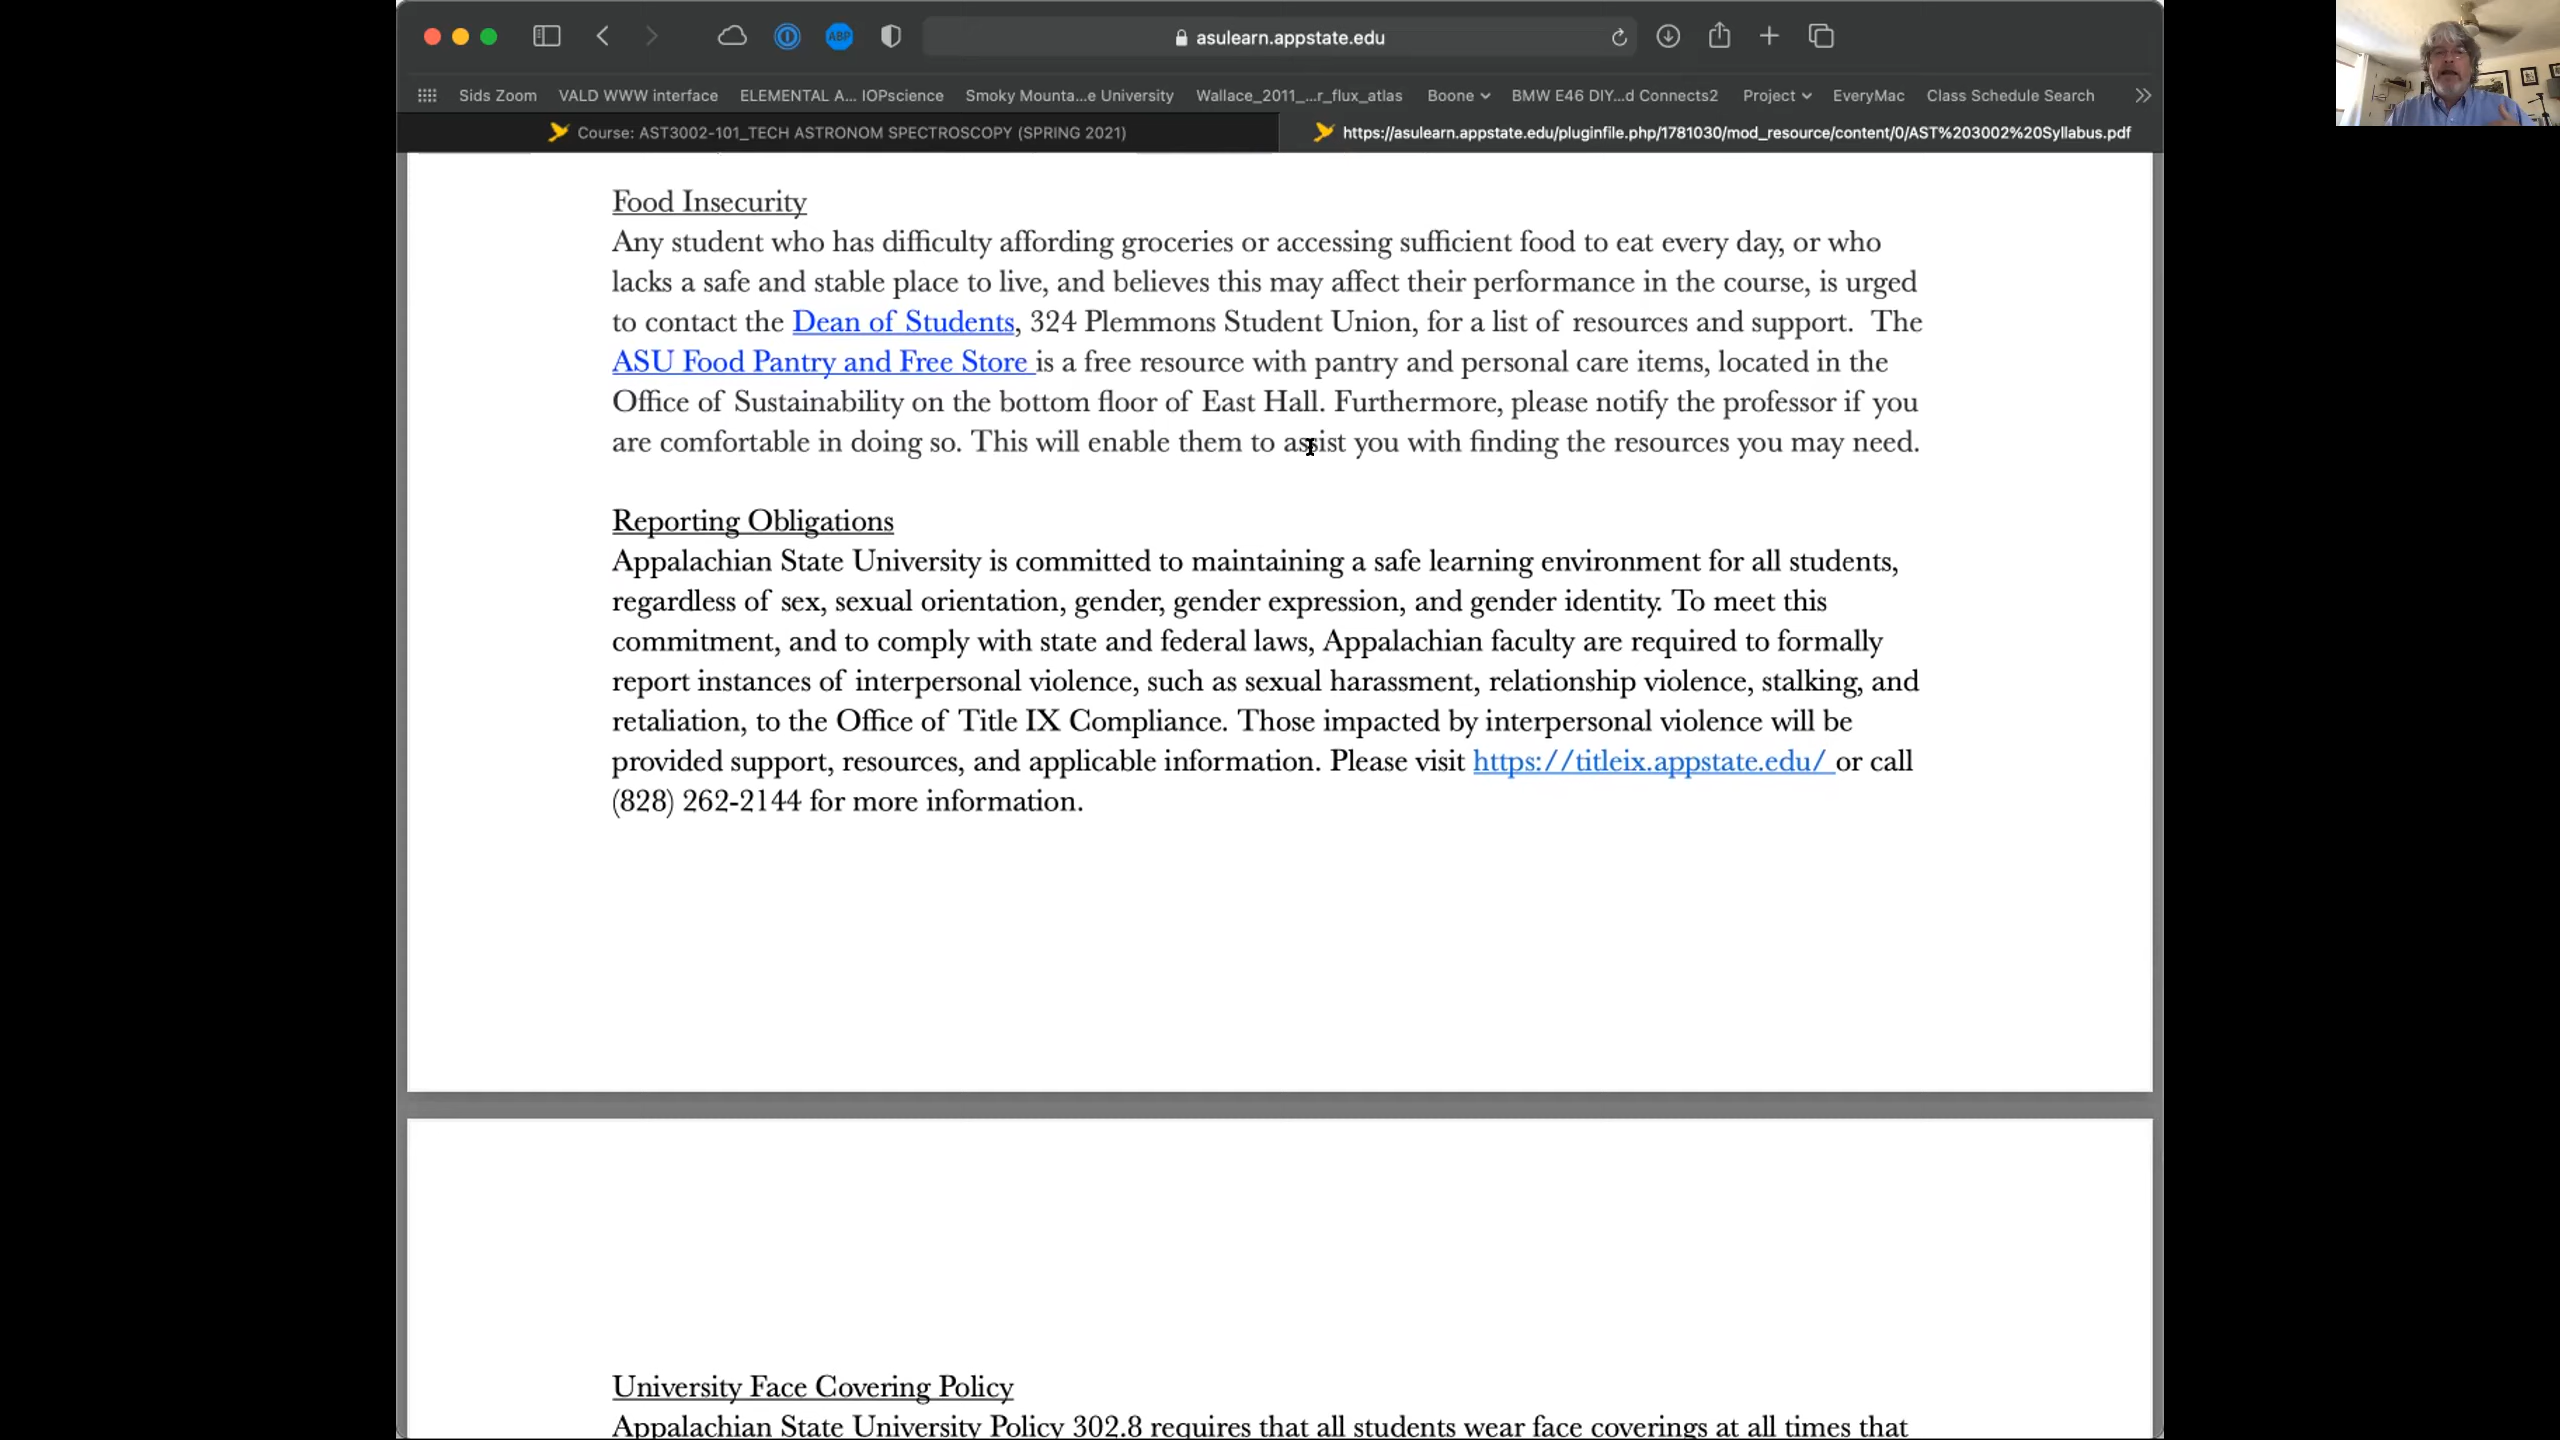 asulearn.appstate.edu
ABP
Sids Zoom VALD WWW interface ELEMENTAL A... IOPscience Smoky Mounta...e University Wallace_2011_...r_flux_atlas Boone BMW E46 DIY...d Connects2 Project EveryMac Class Schedule Search
Course: AST3002-101_TECH ASTRONOM SPECTROSCOPY (SPRING 2021) https://asulearn.appstate.edu/pluginfile.php/1781030/mod_resource/content/0/AST%203002%20Syllabus.pdf
Food Insecurity
Any student who has difficulty affording groceries or accessing sufficient food to eat every day, or who
lacks a safe and stable place to live, and believes this may affect their performance in the course, is urged
to contact the Dean of Students, 324 Plemmons Student Union, for a list of resources and support. The
ASU Food Pantry and Free Store is a free resource with pantry and personal care items, located in the
Office of Sustainability on the bottom floor of East Hall. Furthermore, please notify the professor if you
are comfortable in doing so. This will enable them to assist you with finding the resources you may need.
Reporting Obligations
Appalachian State University is committed to maintaining a safe learning environment for all students,
regardless of sex, sexual orientation, gender, gender expression, and gender identity. To meet this
commitment, and to comply with state and federal laws, Appalachian faculty are required to formally
report instances of interpersonal violence, such as sexual harassment, relationship violence, stalking, and
retaliation, to the Office of Title IX Compliance. Those impacted by interpersonal violence will be
provided support, resources, and applicable information. Please visit https://titleix.appstate.edu/ or call
(828) 262-2144 for more information.
University Face Covering Policy
Appalachian State University Policy 302.8 requires that all students wear face coverings at all times that